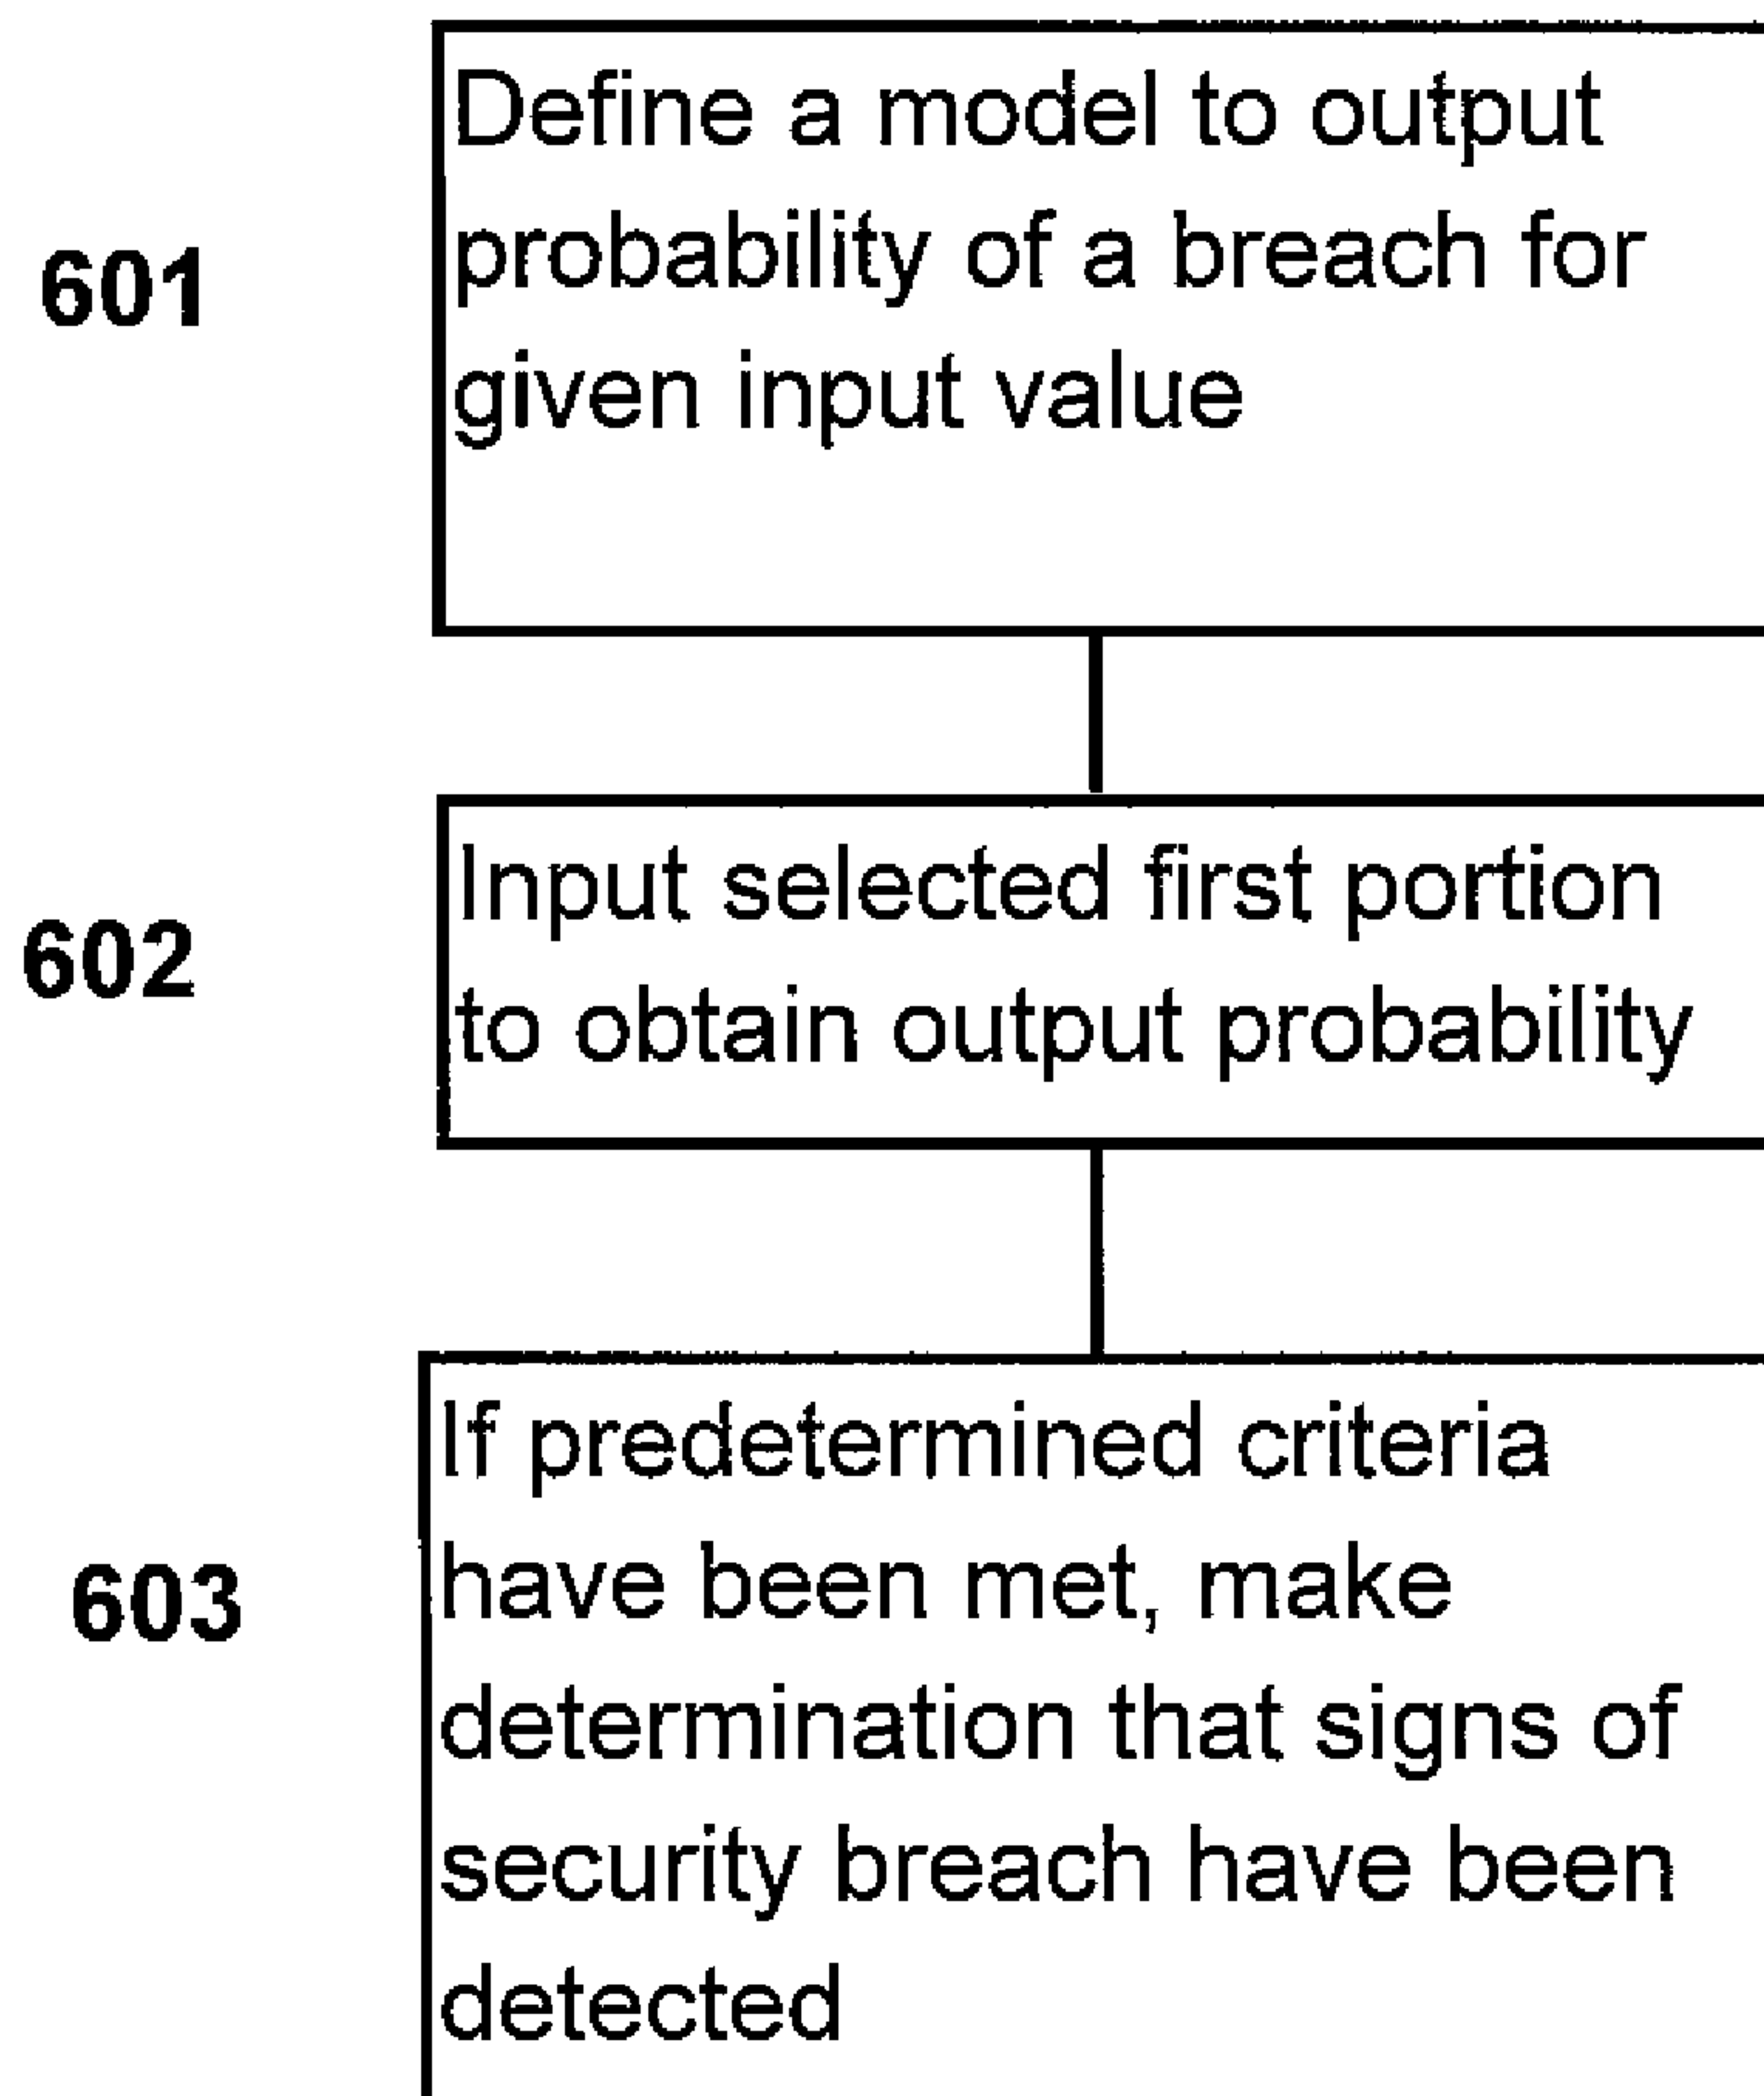 601
Define a model to output
probability of a breach for
given input value
602
Input selected first portion
to obtain output probability
603
If predetermined criteria
have been met, make
determination that signs of
security breach have been
detected